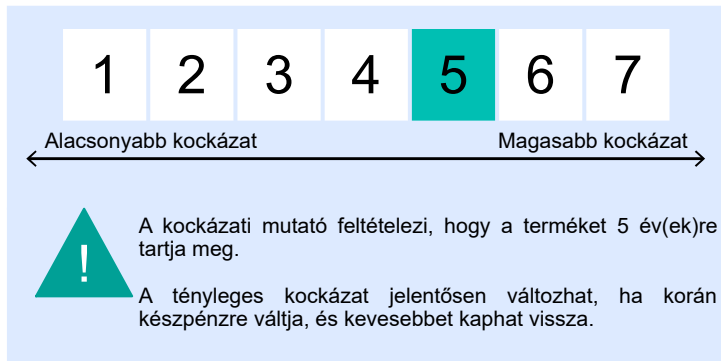 1 2 3 4 5 6 7
Alacsonyabb kockázat Magasabb kockázat
A kockázati mutató feltételezi, hogy a terméket 5 év(ek)re
tartja meg.
!
A tényleges kockázat jelentősen változhat, ha korán
készpénzre váltja, és kevesebbet kaphat vissza.